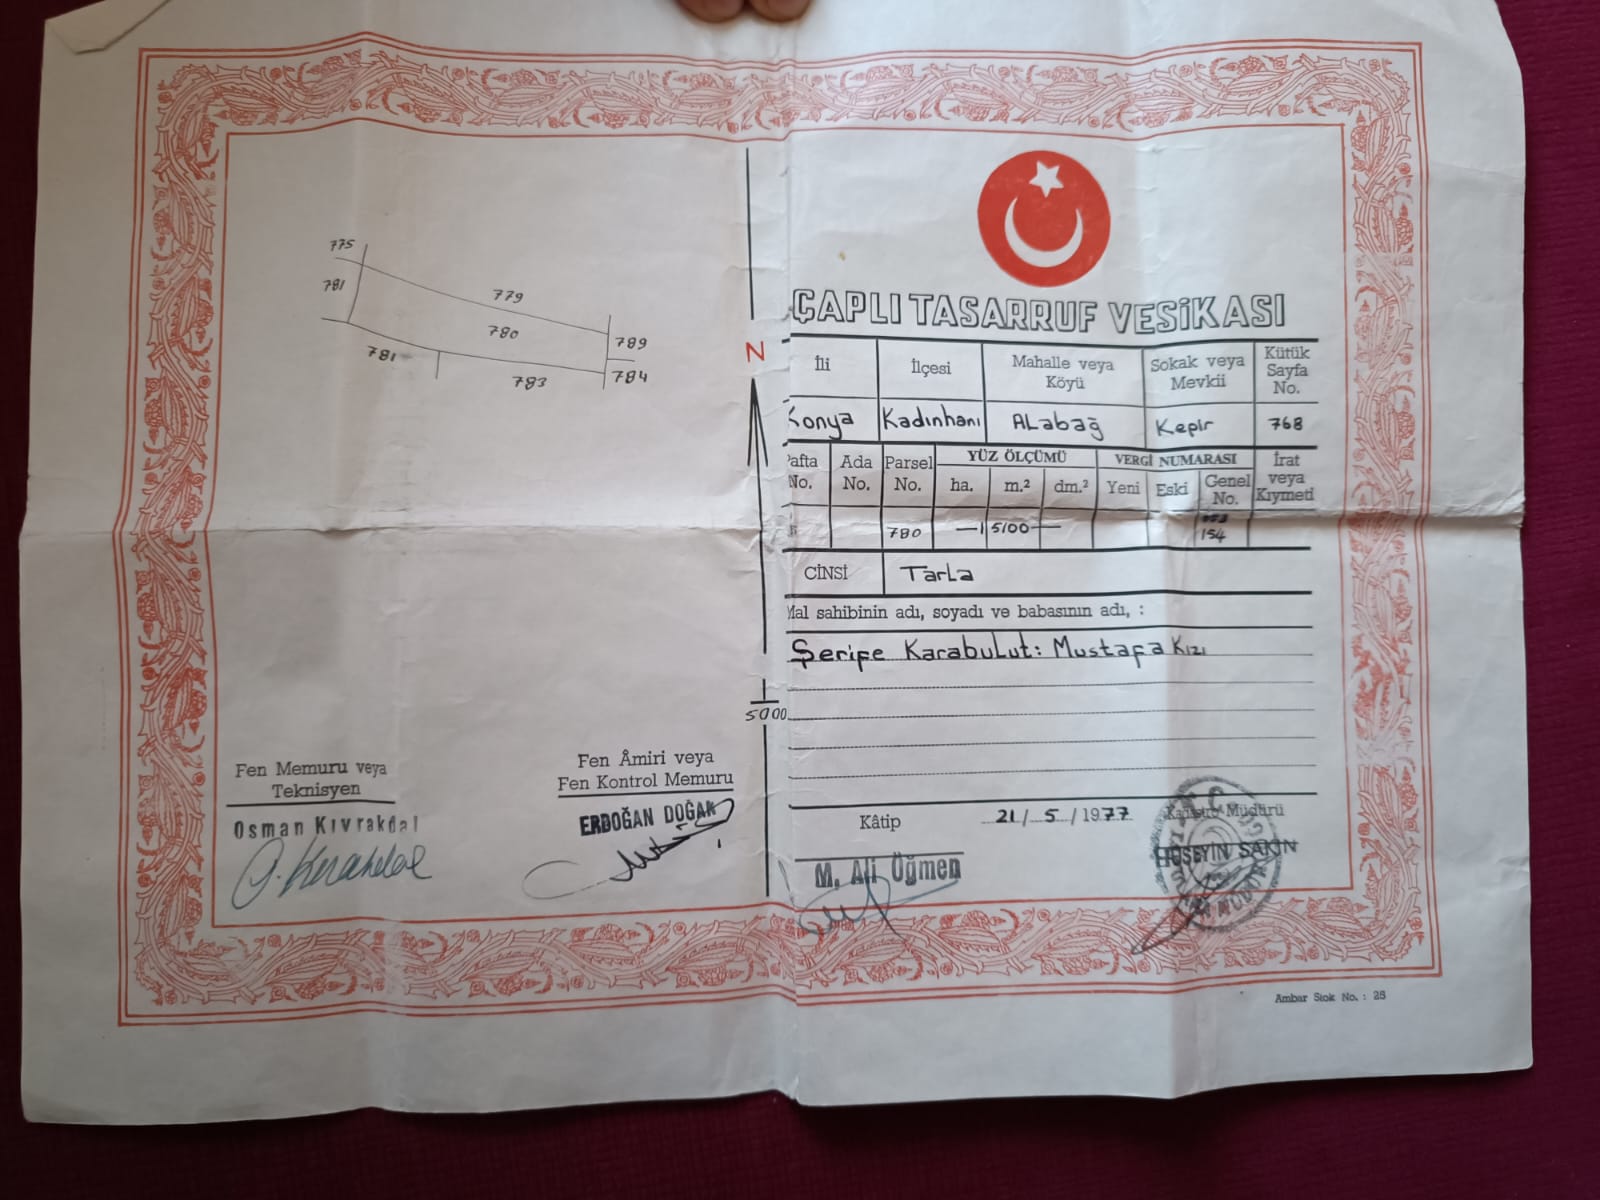 775
781
779
780
781
783
789
784
N
5000
Fen Memuru veya
Teknisyen
Osman Kıvrakdal
Fen Âmiri veya
Fen Kontrol Memuru
ERDOĞAN DOĞAN
ÇAPLI TASARRUF VESİKASI
İli İlçesi Mahalle veya Köyü Sokak veya Mevkii Kütük Sayfa No.
Konya Kadınhanı ALabağ Kepir 768
Pafta No. Ada No. Parsel No. YÜZ ÖLÇÜMÜ ha. m.² dm.² VERGİ NUMARASI Yeni Eski Genel No. İrat veya Kıymeti
780 —1 5100—
154
CİNSİ TarLa
Mal sahibinin adı, soyadı ve babasının adı, :
Şerife Karabulut: Mustafa Kızı
Kâtip 21/5/1977 Kadastro Müdürü
M. Ali Öğmen HÜSEYİN SAKİN
Ambar Stok No. : 25